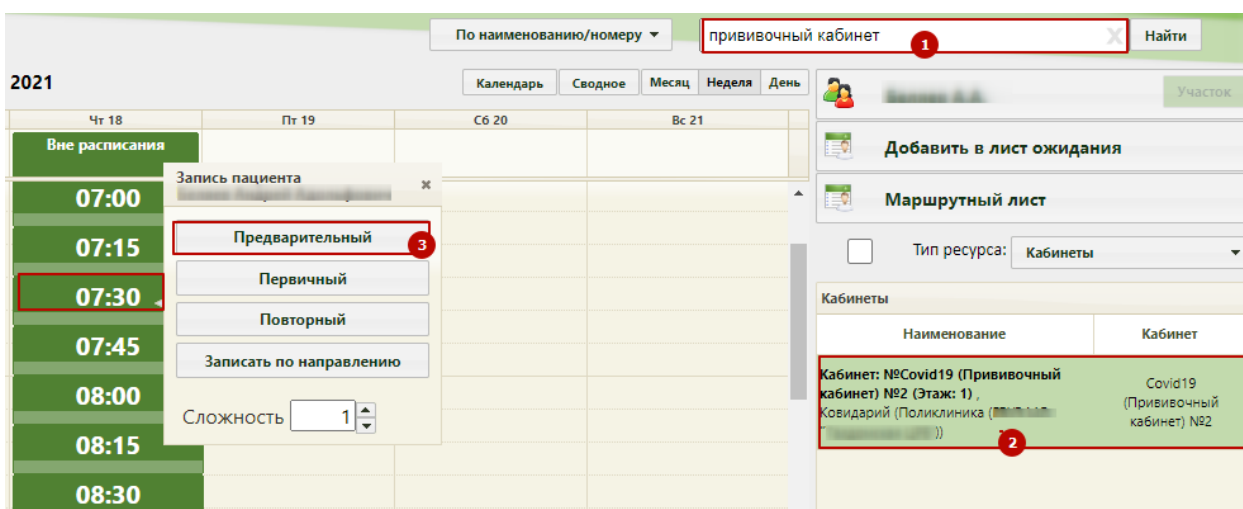 По наименованию/номеру
прививочный кабинет
1
X
Найти
2021
Календарь
Сводное
Месяц
Неделя
День
Участок
Чт 18
Пт 19
Сб 20
Вс 21
Вне расписания
Добавить в лист ожидания
Маршрутный лист
Тип ресурса: Кабинеты
07:00
07:15
07:30
07:45
08:00
08:15
08:30
Запись пациента
×
Предварительный
3
Первичный
Повторный
Записать по направлению
Сложность 1
Кабинеты
Наименование
Кабинет
Кабинет: №Covid19 (Прививочный
кабинет) №2 (Этаж: 1) ,
Ковидарий (Поликлиника (
))
2
Covid19
(Прививочный
кабинет) №2